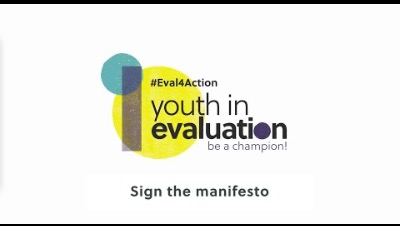 #Eval4Action
youth in
evaluation
be a champion!
Sign the manifesto